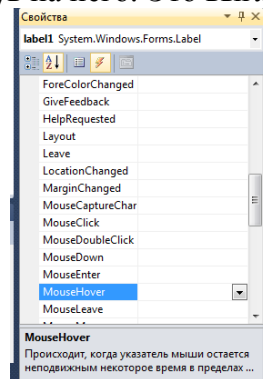 Свойства
label1 System.Windows.Forms.Label
ForeColorChanged
GiveFeedback
HelpRequested
Layout
Leave
LocationChanged
MarginChanged
MouseCaptureChar
MouseClick
MouseDoubleClick
MouseDown
MouseEnter
MouseHover
MouseLeave
MouseHover
Происходит, когда указатель мыши остается
неподвижным некоторое время в пределах ...